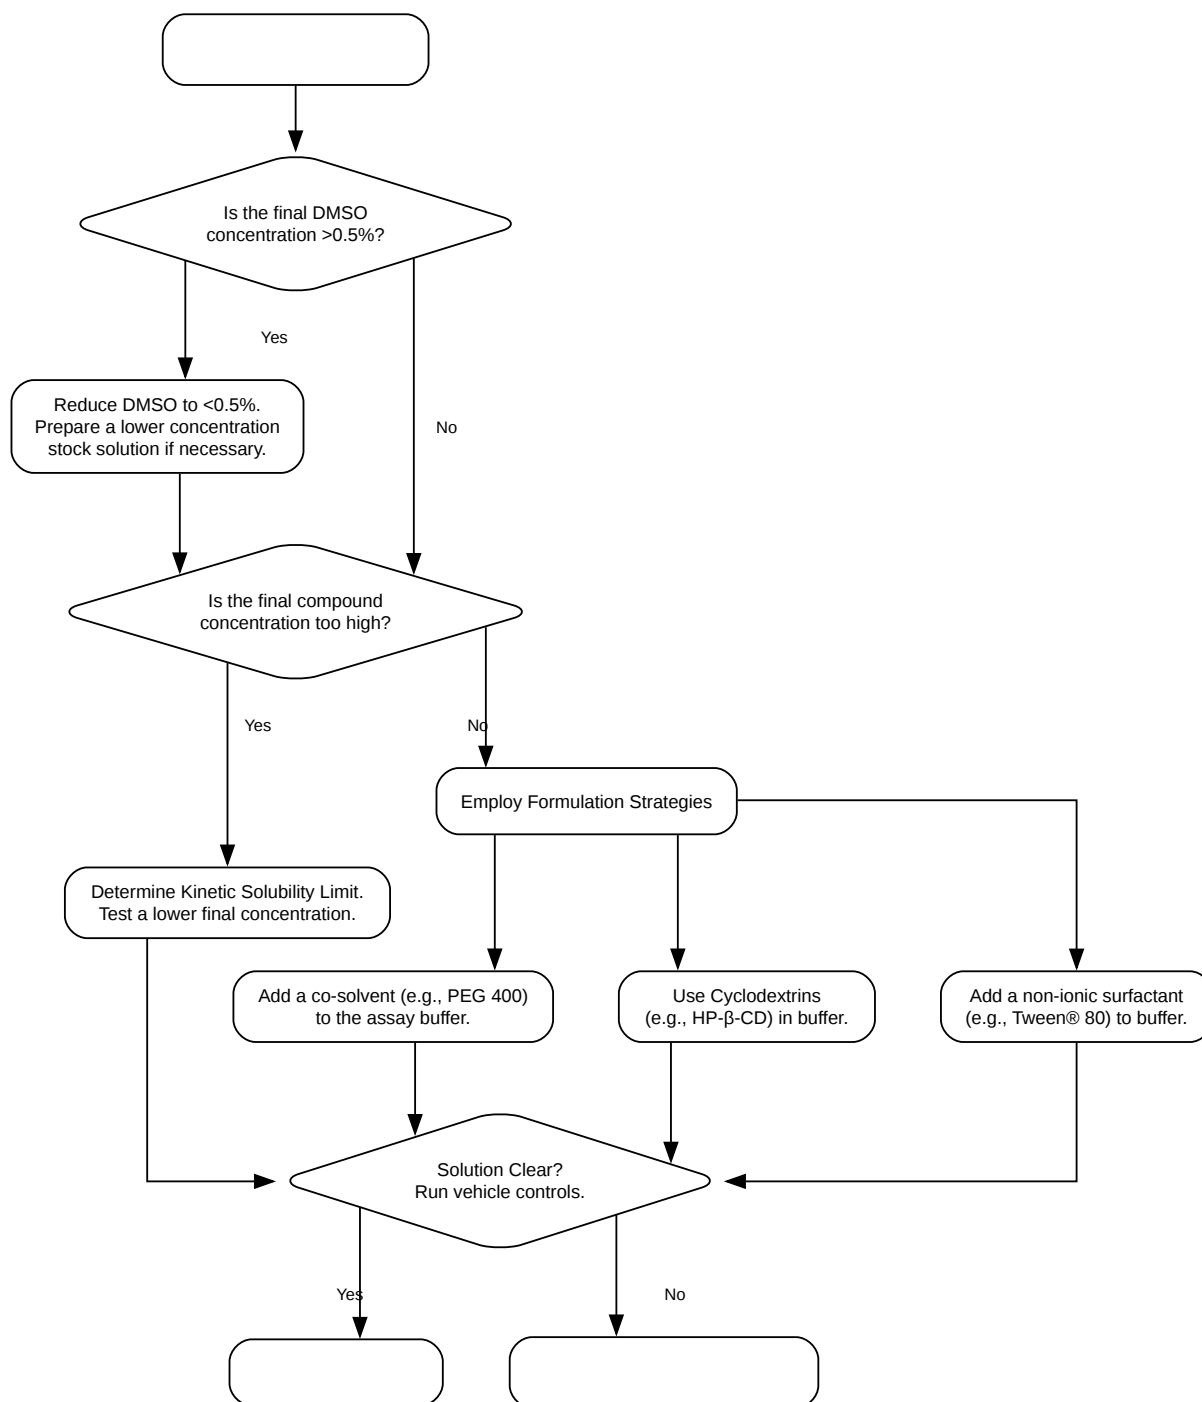 Is the final DMSO
concentration >0.5%?
Yes
Reduce DMSO to <0.5%.
Prepare a lower concentration
stock solution if necessary.
No
Is the final compound
concentration too high?
Yes
No
Employ Formulation Strategies
Determine Kinetic Solubility Limit.
Test a lower final concentration.
Add a co-solvent (e.g., PEG 400)
to the assay buffer.
Use Cyclodextrins
(e.g., HP-β-CD) in buffer.
Add a non-ionic surfactant
(e.g., Tween® 80) to buffer.
Solution Clear?
Run vehicle controls.
Yes
No